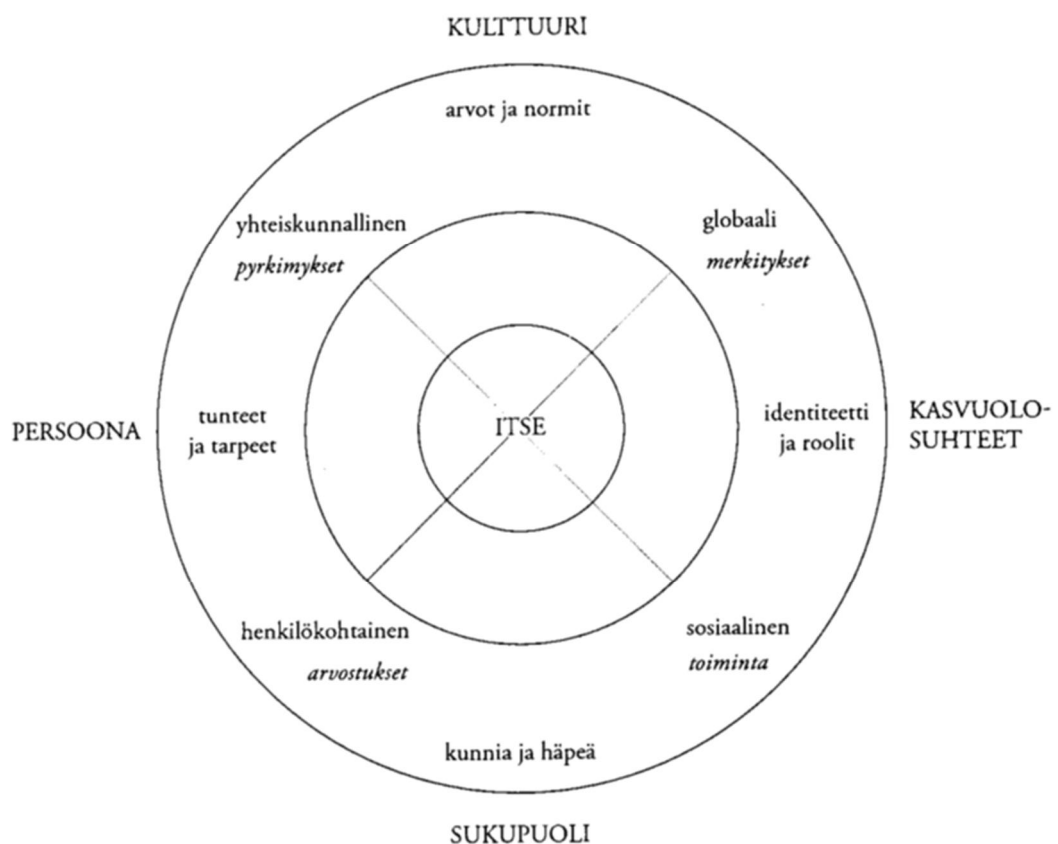 KULTTUURI
arvot ja normit
yhteiskunnallinen
pyrkimykset
globaali
merkitykset
PERSOONA
tunteet
ja tarpeet
ITSE
identiteetti
ja roolit
KASVUOLO-
SUHTEET
henkilökohtainen
arvostukset
sosiaalinen
toiminta
kunnia ja häpeä
SUKUPUOLI